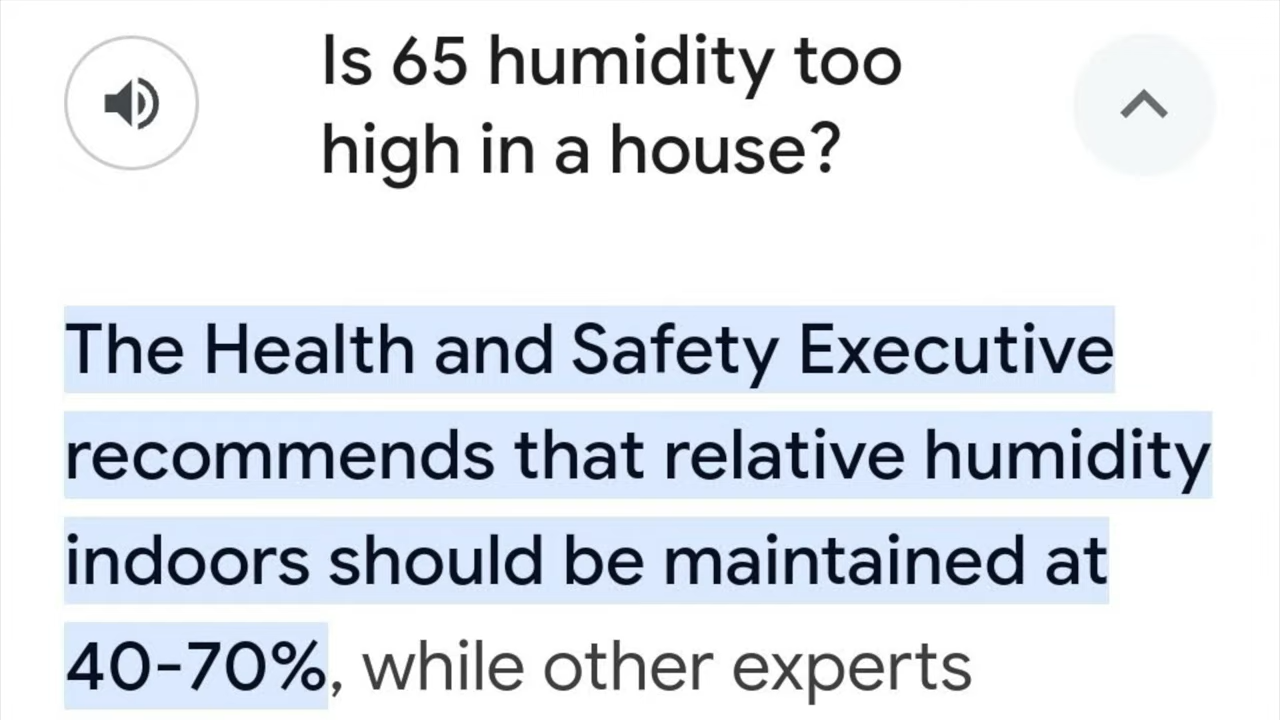 Is 65 humidity too
high in a house?
The Health and Safety Executive
recommends that relative humidity
indoors should be maintained at
40-70%, while other experts